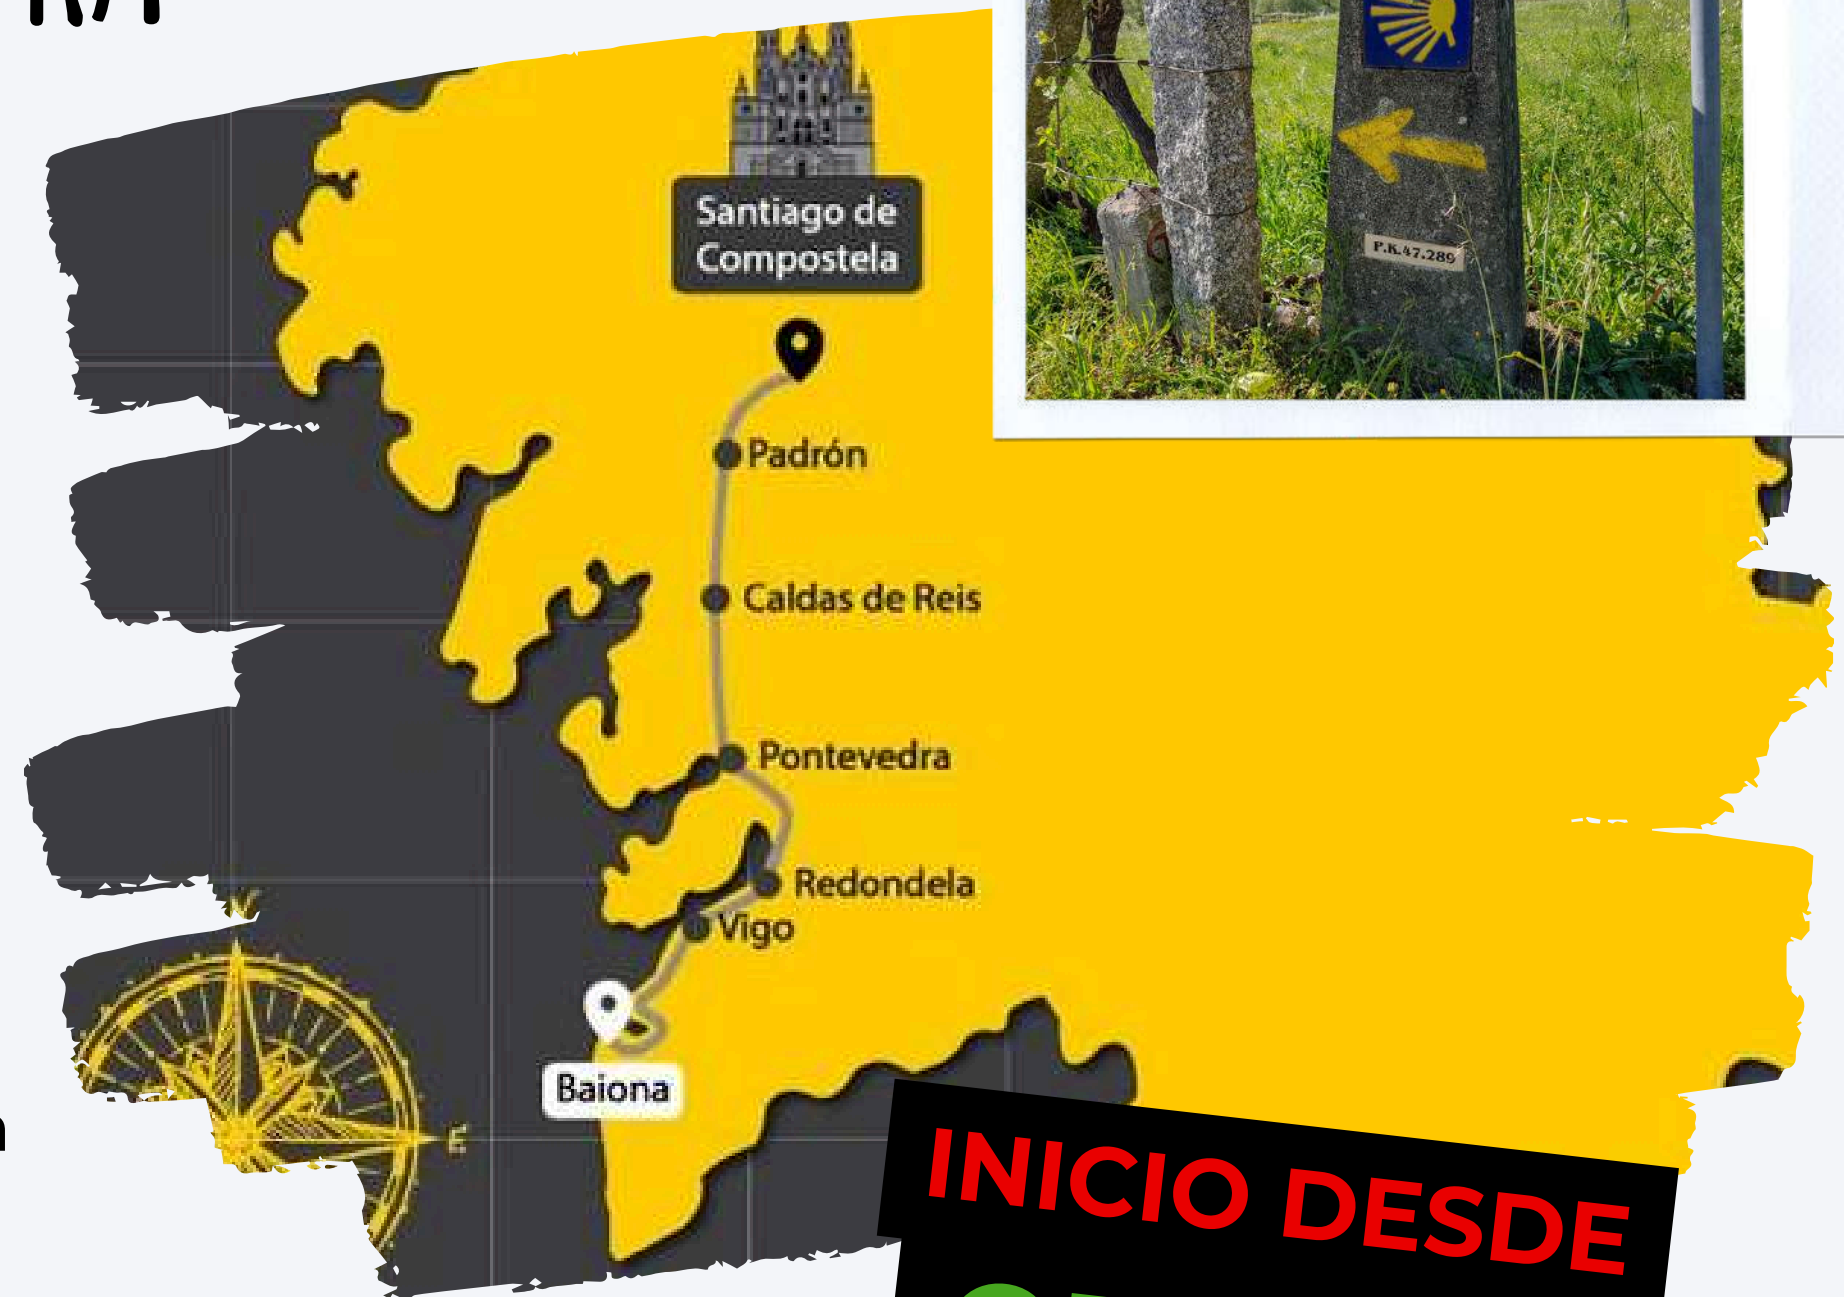 Santiago de
Compostela
P.K.47.289
Padrón
Caldas de Reis
Pontevedra
Redondela
Vigo
Baiona
E
INICIO DESDE